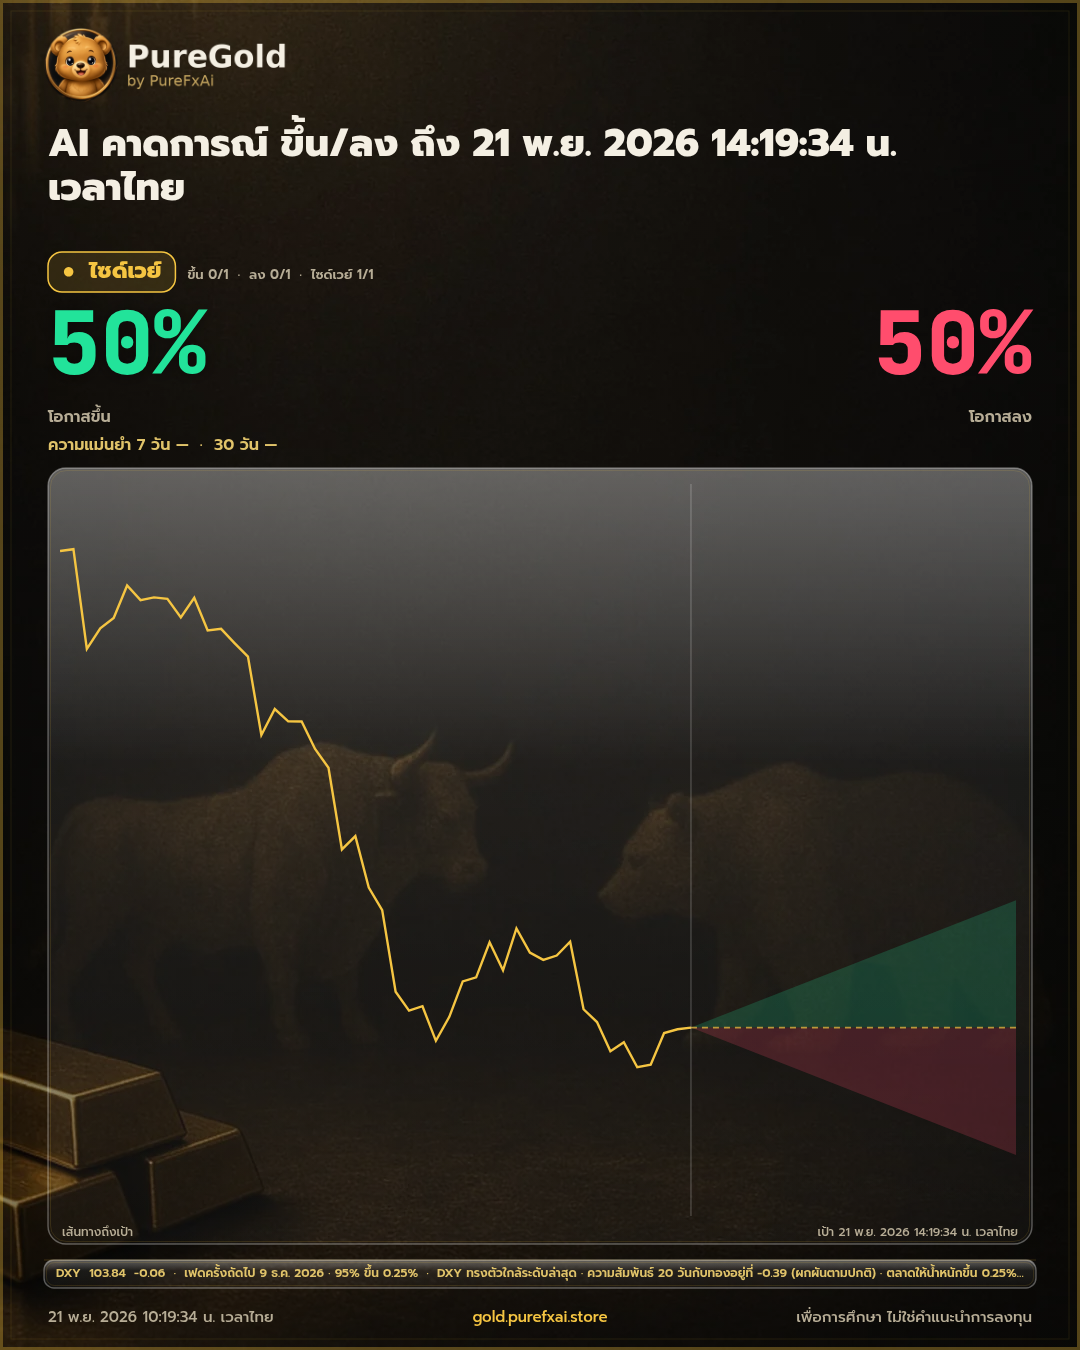 PureGold
by PureFxAi
AI คาดการณ์ ขึ้น/ลง ถึง 21 พ.ย. 2026 14:19:34 น.
เวลาไทย
ไซด์เวย์ ขึ้น 0/1 · ลง 0/1 · ไซด์เวย์ 1/1
50% 50%
โอกาสขึ้น โอกาสลง
ความแม่นยำ 7 วัน — · 30 วัน —
เส้นทางถึงเป้า เป้า 21 พ.ย. 2026 14:19:34 น. เวลาไทย
DXY 103.84 -0.06 · เฟดครั้งถัดไป 9 ธ.ค. 2026 · 95% ขึ้น 0.25% · DXY ทรงตัวใกล้ระดับล่าสุด · ความสัมพันธ์ 20 วันกับทองอยู่ที่ -0.39 (ผกผันตามปกติ) · ตลาดให้น้ำหนักขึ้น 0.25%...
21 พ.ย. 2026 10:19:34 น. เวลาไทย gold.purefxai.store เพื่อการศึกษา ไม่ใช่คำแนะนำการลงทุน